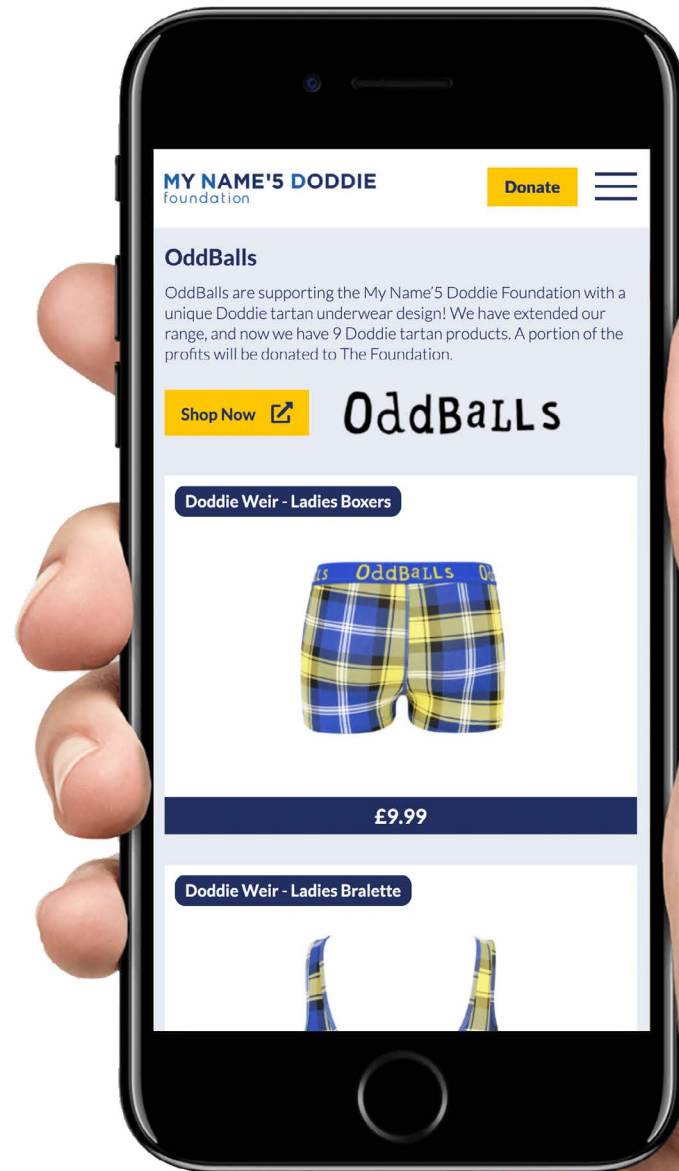 MY NAME'5 DODDIE
foundation
Donate
OddBalls
OddBalls are supporting the My Name'5 Doddie Foundation with a
unique Doddie tartan underwear design! We have extended our
range, and now we have 9 Doddie tartan products. A portion of the
profits will be donated to The Foundation.
Shop Now
OddBaLLs
Doddie Weir - Ladies Boxers
OddBaLLs
£9.99
Doddie Weir - Ladies Bralette